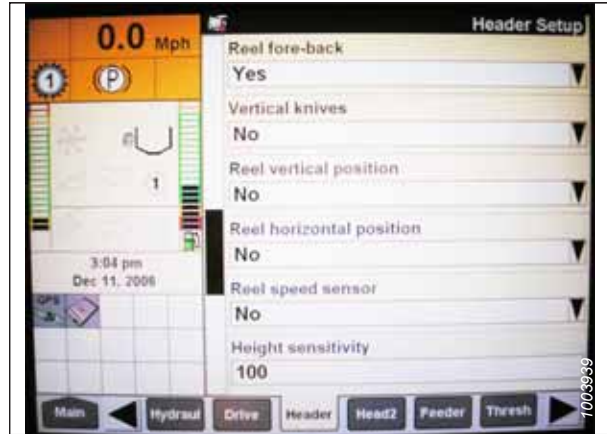 0.0 Mph
Header Setup
1
P
Reel fore-back
Yes
Vertical knives
No
Reel vertical position
No
1
Reel horizontal position
No
3:04 pm
Dec 11, 2006
Reel speed sensor
No
GPS
Height sensitivity
100
Main
Hydraul
Drive
Header
Head2
Feeder
Thresh
1003939